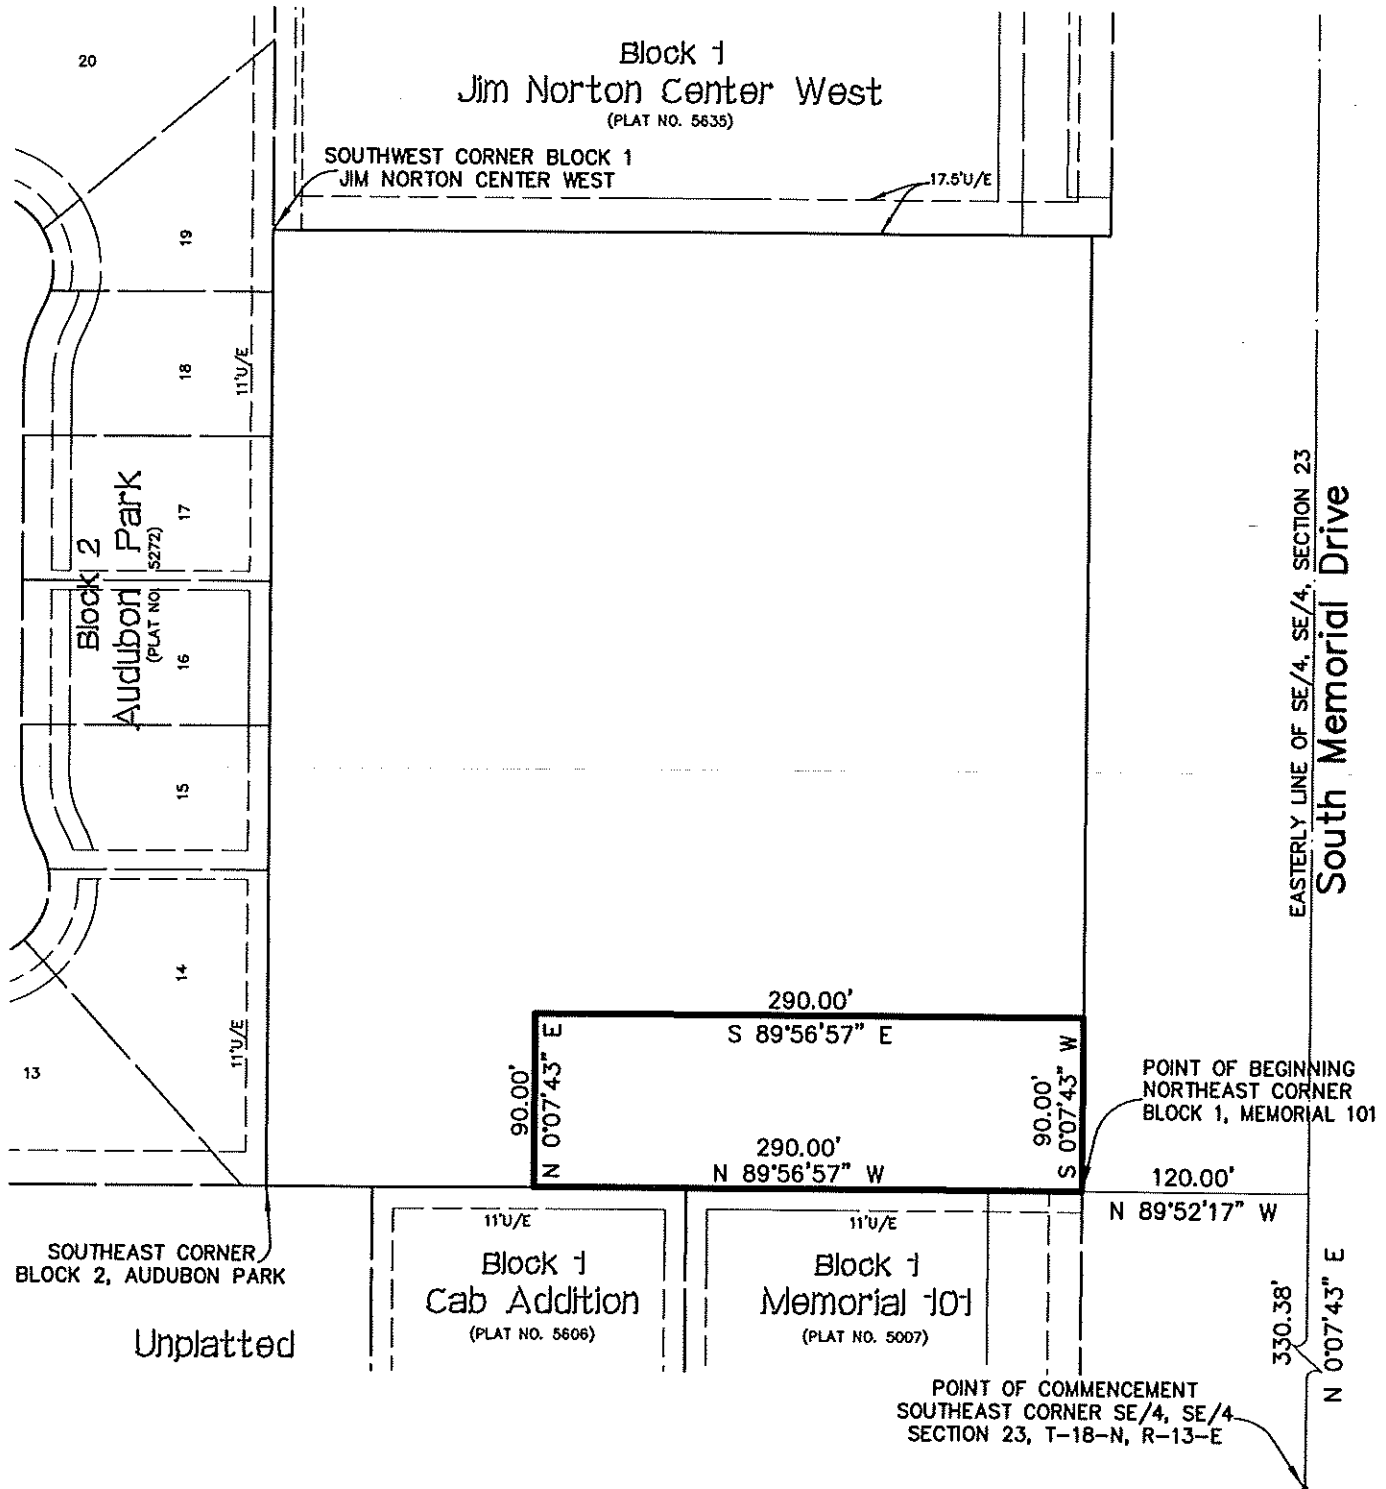 20
Block 1
Jim Norton Center West
(PLAT NO. 5635)
SOUTHWEST CORNER BLOCK 1
JIM NORTON CENTER WEST
17.5'U/E
19
18
11'U/E
17
Block 2
Audubon Park
(PLAT NO. 5272)
16
15
14
11'U/E
13
EASTERLY LINE OF SE/4, SE/4, SECTION 23
South Memorial Drive
290.00'
S 89°56'57" E
90.00'
N 0°07'43" E
90.00'
S 0°07'43" W
290.00'
N 89°56'57" W
POINT OF BEGINNING
NORTHEAST CORNER
BLOCK 1, MEMORIAL 101
120.00'
N 89°52'17" W
SOUTHEAST CORNER
BLOCK 2, AUDUBON PARK
Unplatted
11'U/E
Block 1
Cab Addition
(PLAT NO. 5606)
11'U/E
Block 1
Memorial 101
(PLAT NO. 5007)
330.38'
N 0°07'43" E
POINT OF COMMENCEMENT
SOUTHEAST CORNER SE/4, SE/4
SECTION 23, T-18-N, R-13-E